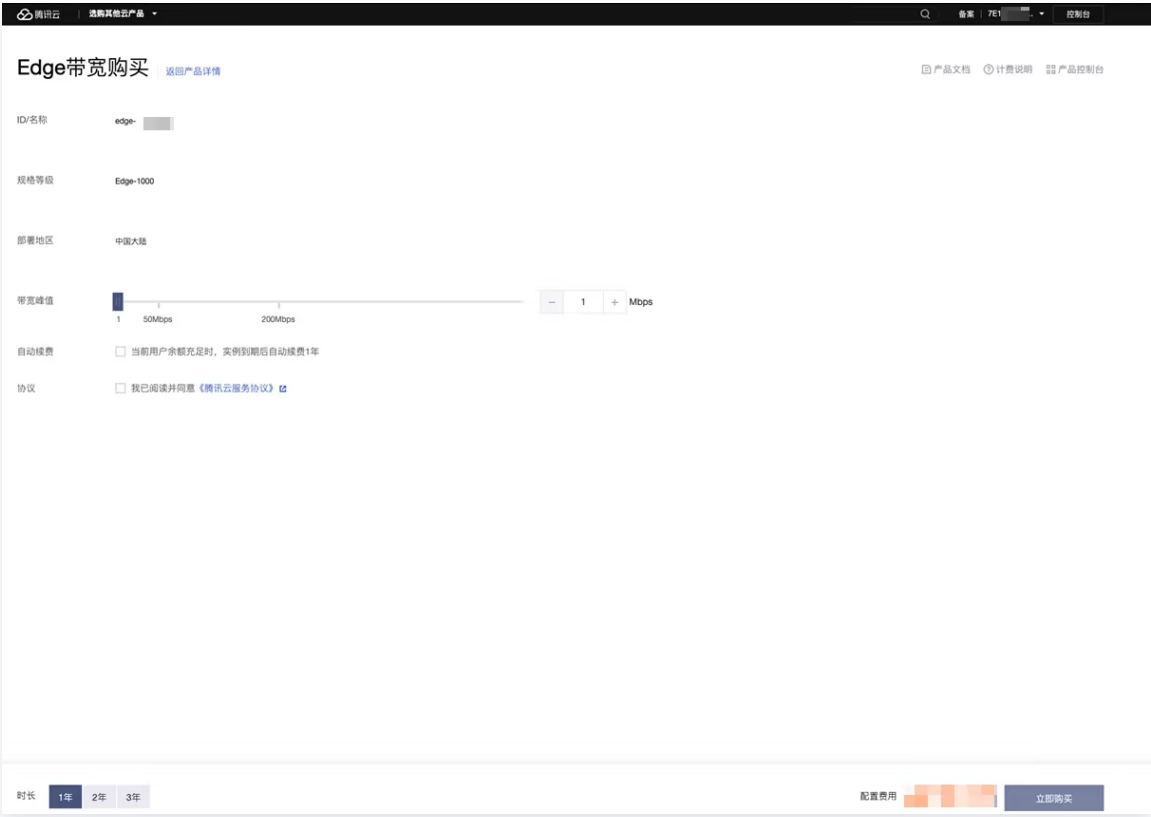 腾讯云 选购其他云产品 备案 7E1 控制台
Edge带宽购买 返回产品详情 产品文档 计费说明 产品控制台
ID/名称 edge-
规格等级 Edge-1000
部署地区 中国大陆
带宽峰值 1 Mbps
1 50Mbps 200Mbps
自动续费 当前用户余额充足时，实例到期后自动续费1年
协议 我已阅读并同意《腾讯云服务协议》
时长 1年 2年 3年 配置费用 立即购买